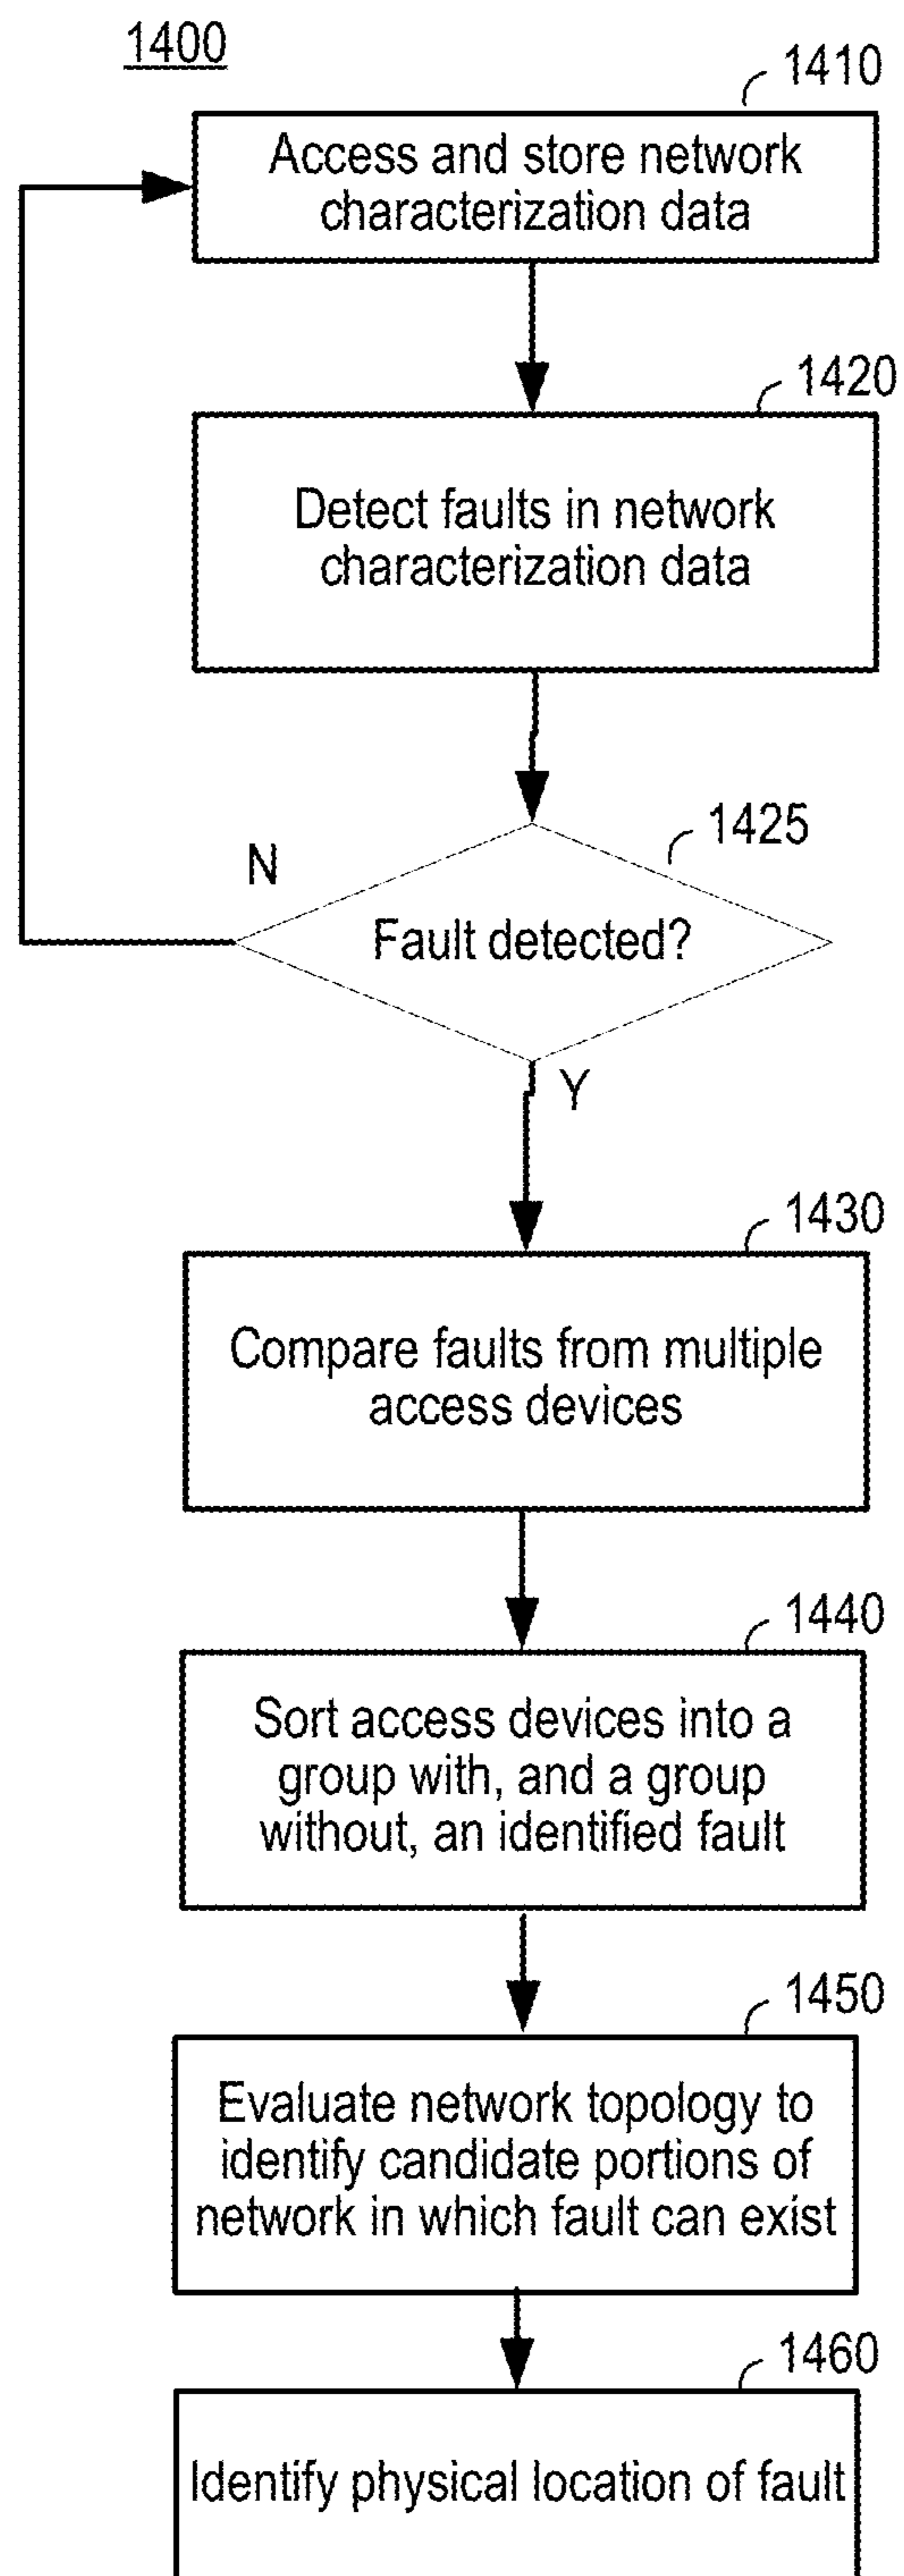 1400
1410
Access and store network
characterization data
1420
Detect faults in network
characterization data
1425
N
Fault detected?
Y
1430
Compare faults from multiple
access devices
1440
Sort access devices into a
group with, and a group
without, an identified fault
1450
Evaluate network topology to
identify candidate portions of
network in which fault can exist
1460
Identify physical location of fault